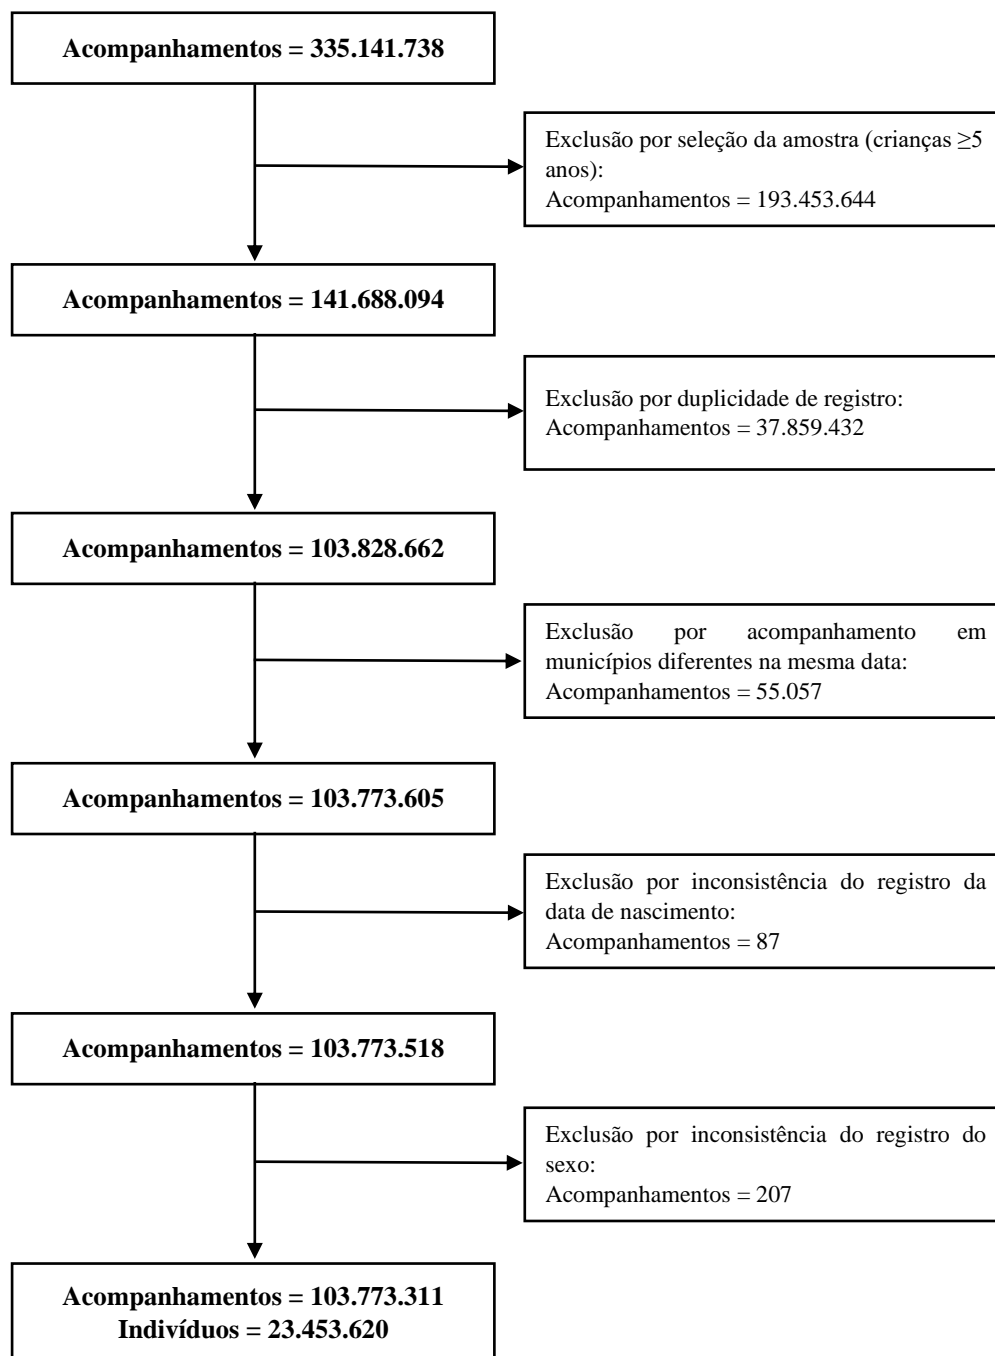 Acompanhamentos = 335.141.738
Exclusão por seleção da amostra (crianças ≥5
anos):
Acompanhamentos = 193.453.644
Acompanhamentos = 141.688.094
Exclusão por duplicidade de registro:
Acompanhamentos = 37.859.432
Acompanhamentos = 103.828.662
Exclusão por acompanhamento em
municípios diferentes na mesma data:
Acompanhamentos = 55.057
Acompanhamentos = 103.773.605
Exclusão por inconsistência do registro da
data de nascimento:
Acompanhamentos = 87
Acompanhamentos = 103.773.518
Exclusão por inconsistência do registro do
sexo:
Acompanhamentos = 207
Acompanhamentos = 103.773.311
Indivíduos = 23.453.620